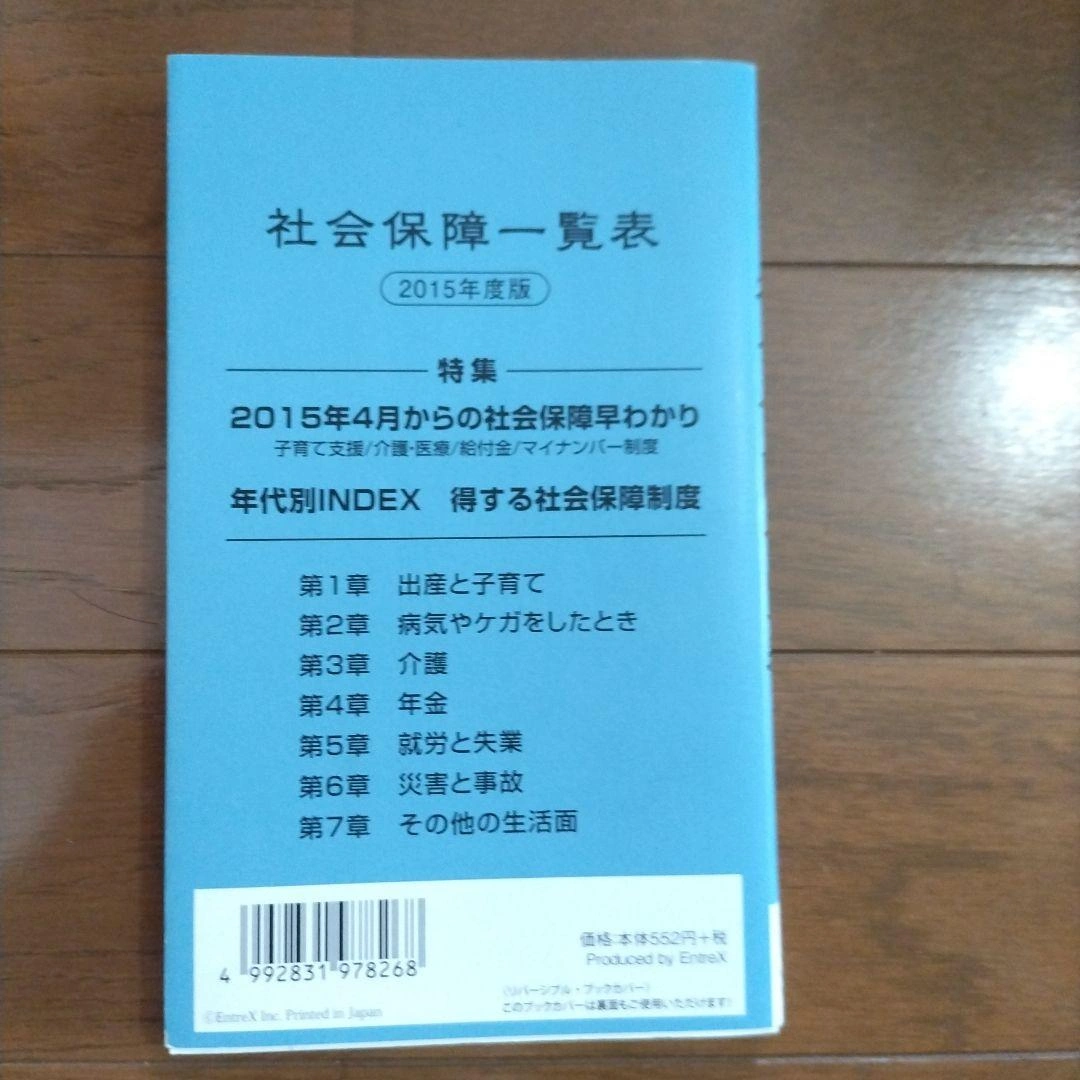 社会保障一覧表
2015年度版
特集
2015年4月からの社会保障早わかり
子育て支援/介護・医療/給付金/マイナンバー制度
年代別INDEX 得する社会保障制度
第1章 出産と子育て
第2章 病気やケガをしたとき
第3章 介護
第4章 年金
第5章 就労と失業
第6章 災害と事故
第7章 その他の生活面
価格:本体552円+税
Produced by EntreX
4 992831 978268
(リバーシブル・ブックカバー)
このブックカバーは裏面もご使用いただけます)
©EntreX Inc. Printed in Japan